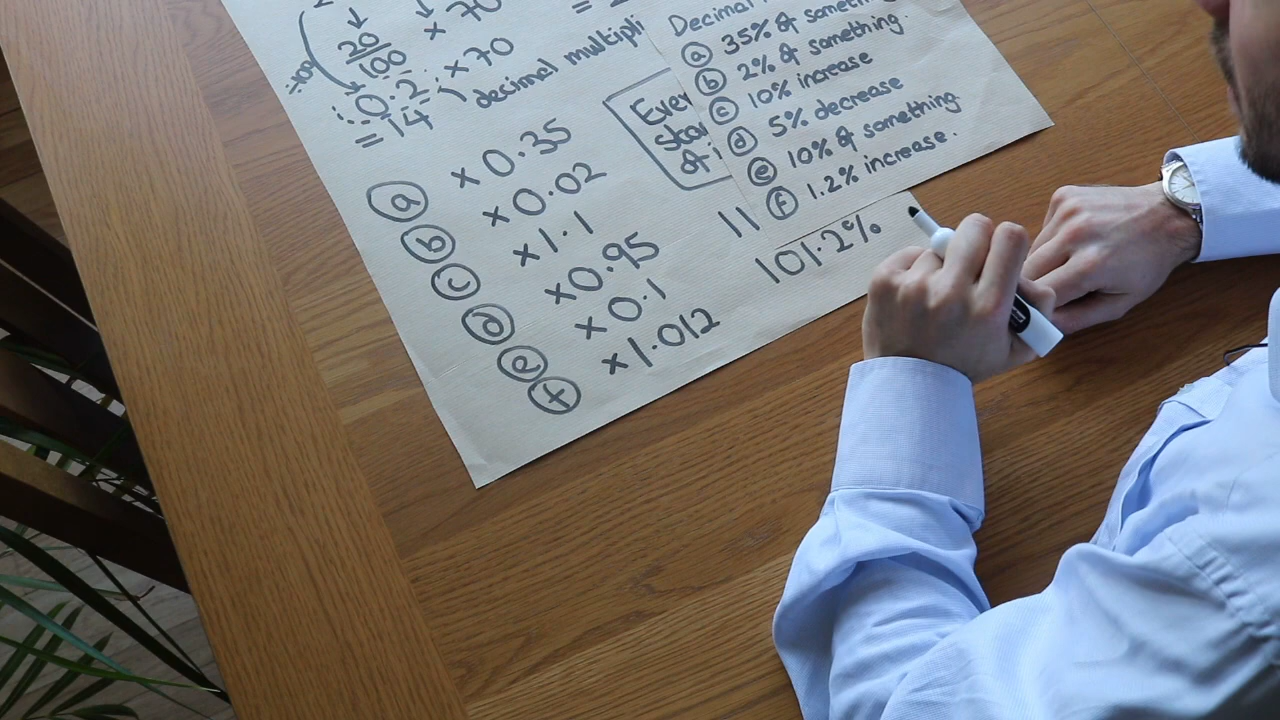 20 × 70
100
÷100
0.2 × 70
= 14
decimal multipli
ⓐ × 0.35
ⓑ × 0.02
ⓒ × 1.1
ⓓ × 0.95
ⓔ × 0.1
ⓕ × 1.012
Ever
11
101.2%
Decimal
ⓐ 35% of
ⓑ 2% of something.
ⓒ 10% increase
ⓓ 5% decrease
ⓔ 10% of something.
ⓕ 1.2% increase.